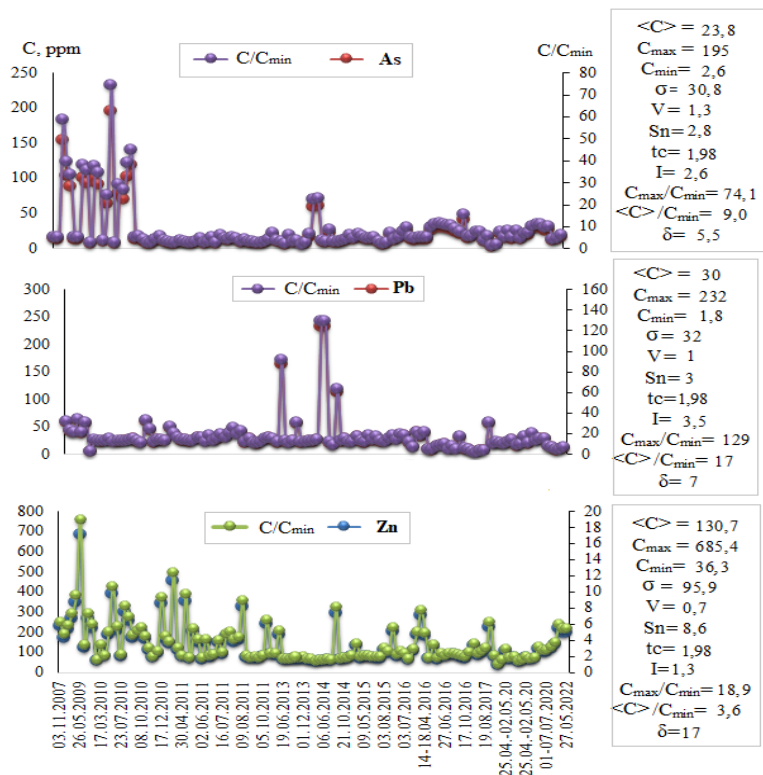 C, ppm
C/Cmin
C/Cmin As
250
200
150
100
50
0
80
70
60
50
40
30
20
10
0
<C> = 23,8
Cmax = 195
Cmin= 2,6
σ= 30,8
V= 1,3
Sn= 2,8
tc= 1,98
I= 2,6
Cmax/Cmin= 74,1
<C>/Cmin= 9,0
δ= 5,5
C/Cmin Pb
300
250
200
150
100
50
0
160
140
120
100
80
60
40
20
0
<C> = 30
Cmax = 232
Cmin= 1,8
σ = 32
V= 1
Sn= 3
tc=1,98
I= 3,5
Cmax/Cmin= 129
<C>/Cmin= 17
δ= 7
C/Cmin Zn
800
700
600
500
400
300
200
100
0
20
18
16
14
12
10
8
6
4
2
0
<C> = 130,7
Cmax = 685,4
Cmin= 36,3
σ = 95,9
V= 0,7
Sn= 8,6
tc= 1,98
I=1,3
Cmax/Cmin= 18,9
<C>/Cmin= 3,6
δ=17
03.11.2007
26.05.2009
17.03.2010
23.07.2010
08.10.2010
17.12.2010
30.04.2011
02.06.2011
16.07.2011
09.08.2011
05.10.2011
19.06.2013
01.12.2013
06.06.2014
21.10.2014
09.05.2015
03.08.2015
03.07.2016
14-18.04.2016
27.06.2016
17.07.2016
19.08.2017
25.04.-02.05.20
25.04.-02.05.20
01-07.07.2020
27.05.2022